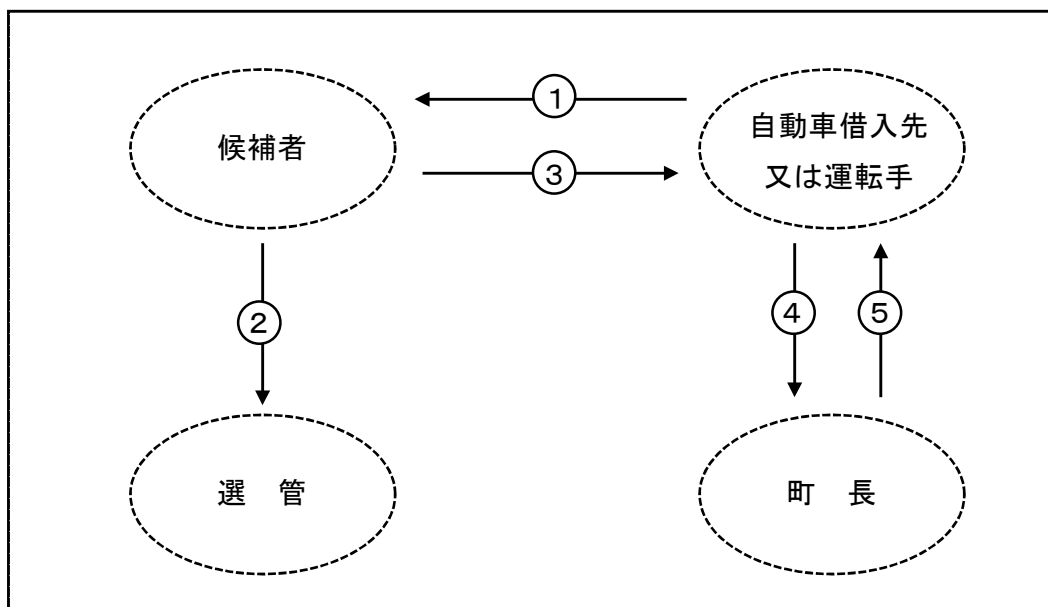 候補者
①
③
自動車借入先
又は運転手
②
④
⑤
選　管
町　長